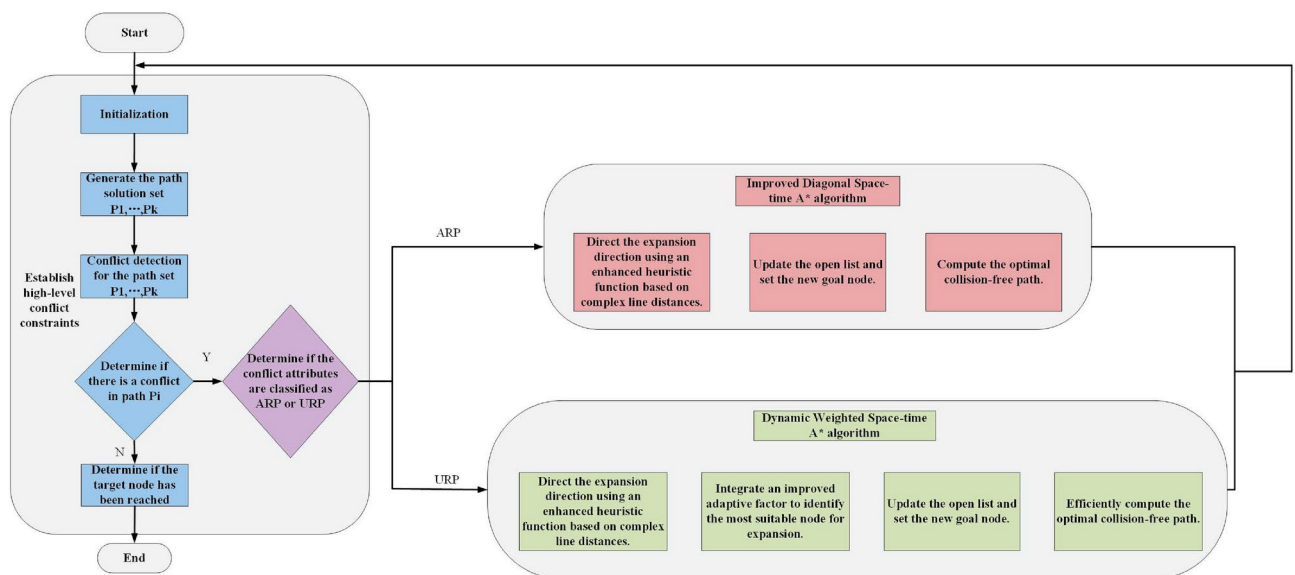 Start
Initialization
Generate the path
solution set
P1,···,Pk
Conflict detection
for the path set
P1,···,Pk
Establish
high-level
conflict
constraints
Determine if
there is a conflict
in path Pi
Y
Determine if the
conflict attributes
are classified as
ARP or URP
N
Determine if the
target node has
been reached
End
ARP
Improved Diagonal Space-
time A* algorithm
Direct the expansion
direction using an
enhanced heuristic
function based on
complex line distances.
Update the open list and
set the new goal node.
Compute the optimal
collision-free path.
URP
Dynamic Weighted Space-time
A* algorithm
Direct the expansion
direction using an
enhanced heuristic
function based on complex
line distances.
Integrate an improved
adaptive factor to identify
the most suitable node for
expansion.
Update the open list and
set the new goal node.
Efficiently compute the
optimal collision-free path.